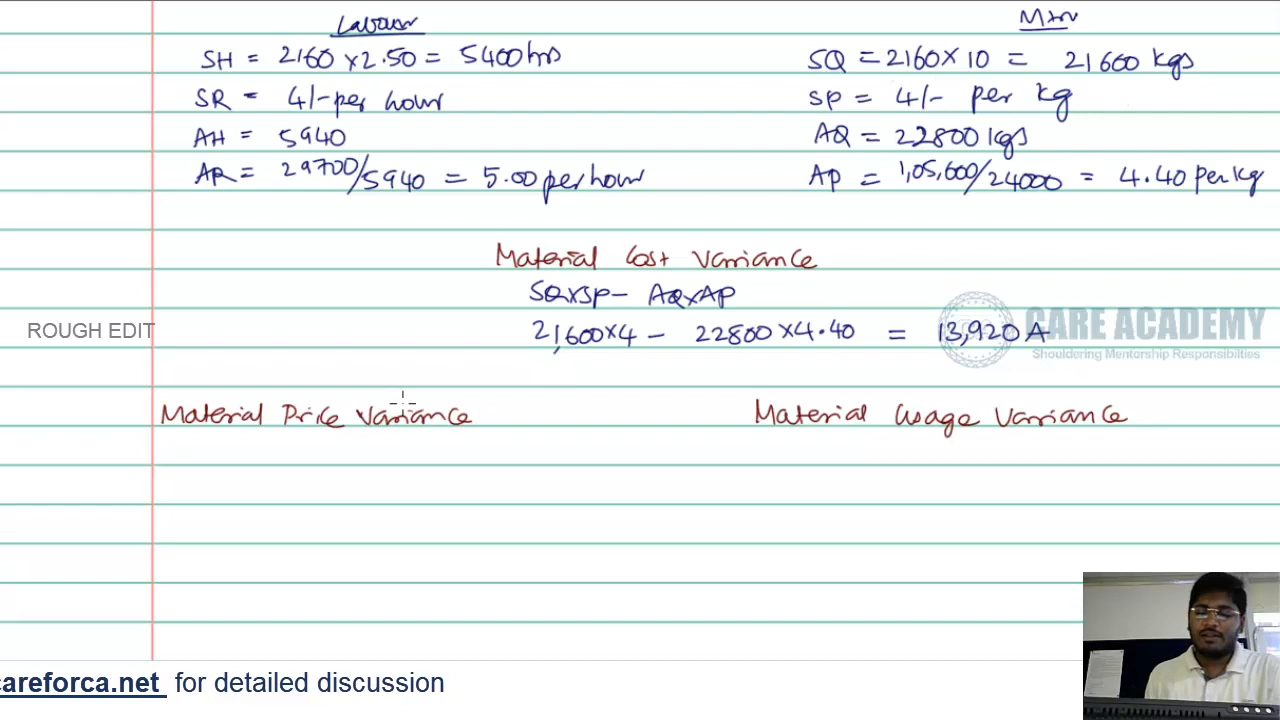 Labour
SH = 2160 x 2.50 = 5400 hrs
SR = 4/- per hour
AH = 5940
AR = 29700/5940 = 5.00 per hour
Mtrl
SQ = 2160 x 10 = 21600 kgs
SP = 4/- per kg
AQ = 22800 kgs
AP = 1,05,600/24000 = 4.40 per kg
Material Cost Variance
SQxSP - AQxAP
21,600x4 - 22800x4.40 = 13,920 A
ROUGH EDIT
CARE ACADEMY
Shouldering Mentorship Responsibilties
Material Price Variance
Material Usage Variance
careforca.net for detailed discussion